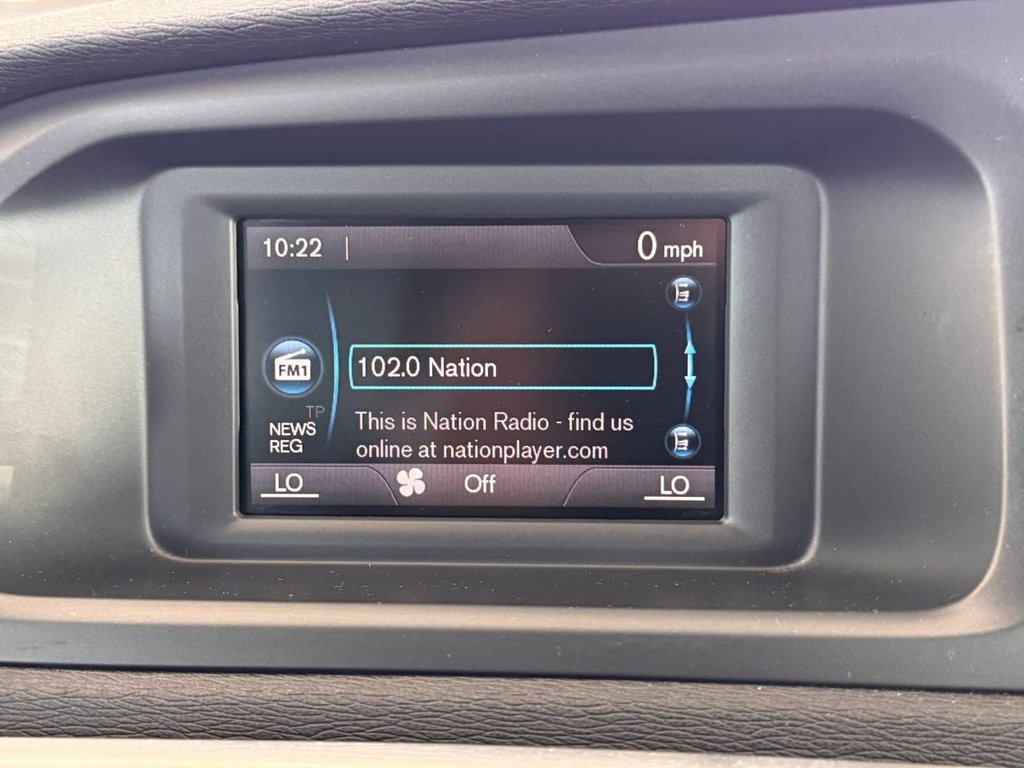 10:22
0 mph
FM1
102.0 Nation
TP
NEWS
REG
This is Nation Radio - find us
online at nationplayer.com
LO
Off
LO